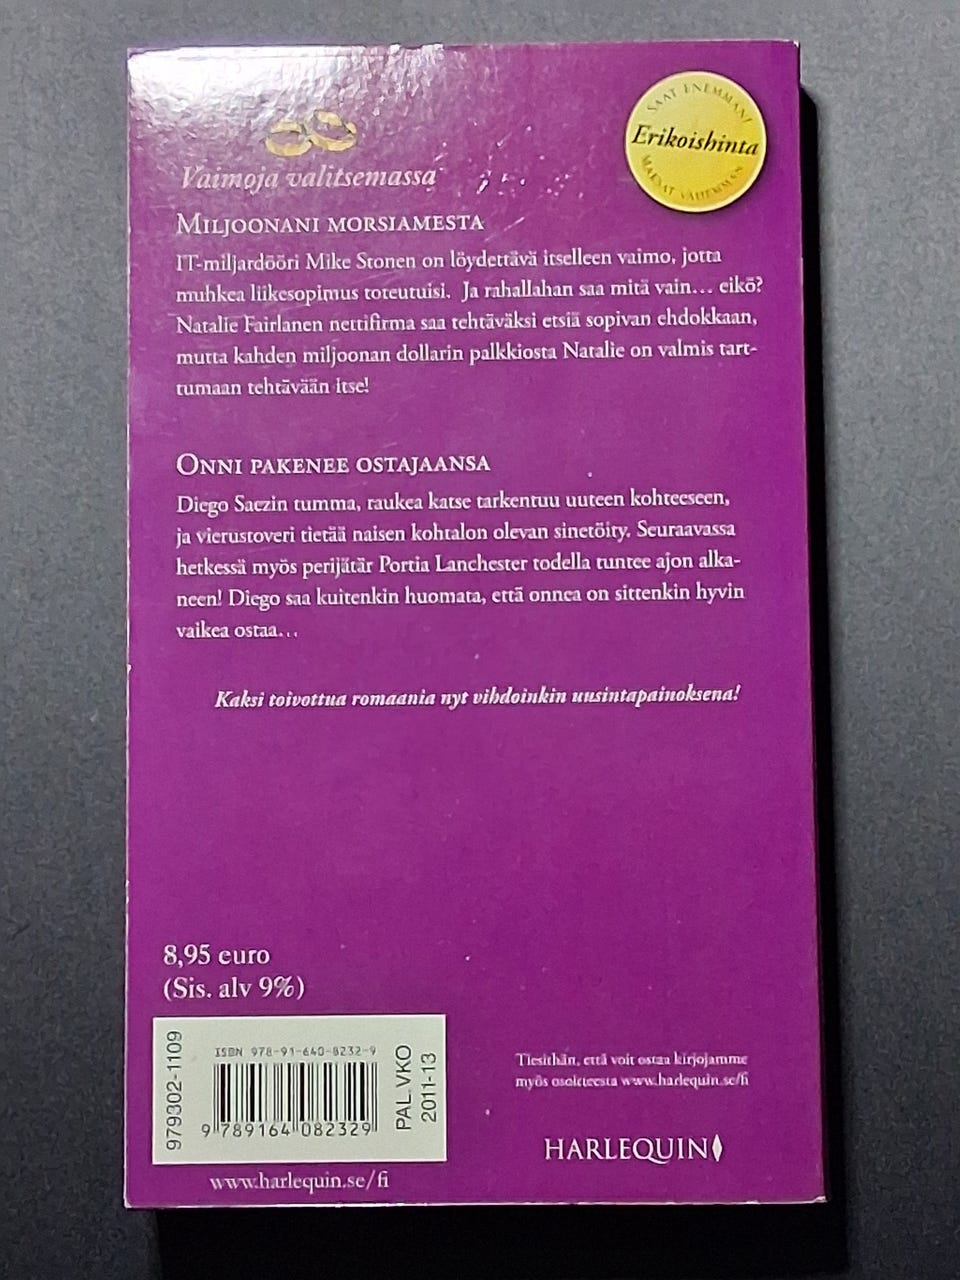 SAAT ENEMMÄN!
Erikoishinta
MAKSAT VÄHEMMÄN
Vaimoja valitsemassa
MILJOONANI MORSIAMESTA
IT-miljardööri Mike Stonen on löydettävä itselleen vaimo, jotta
muhkea liikesopimus toteutuisi. Ja rahallahan saa mitä vain... eikö?
Natalie Fairlanen nettifirma saa tehtäväksi etsiä sopivan ehdokkaan,
mutta kahden miljoonan dollarin palkkiosta Natalie on valmis tart-
tumaan tehtävään itse!
ONNI PAKENEE OSTAJAANSA
Diego Saezin tumma, raukea katse tarkentuu uuteen kohteeseen,
ja vierustoveri tietää naisen kohtalon olevan sinetöity. Seuraavassa
hetkessä myös perijätär Portia Lanchester todella tuntee ajon alka-
neen! Diego saa kuitenkin huomata, että onnea on sittenkin hyvin
vaikea ostaa...
Kaksi toivottua romaania nyt vihdoinkin uusintapainoksena!
8,95 euro
(Sis. alv 9%)
979302-1109
ISBN 978-91-640-8232-9
9 789164 082329
PAL. VKO
2011-13
www.harlequin.se/fi
Tiesithän, että voit ostaa kirjojamme
myös osoitteesta www.harlequin.se/fi
HARLEQUIN